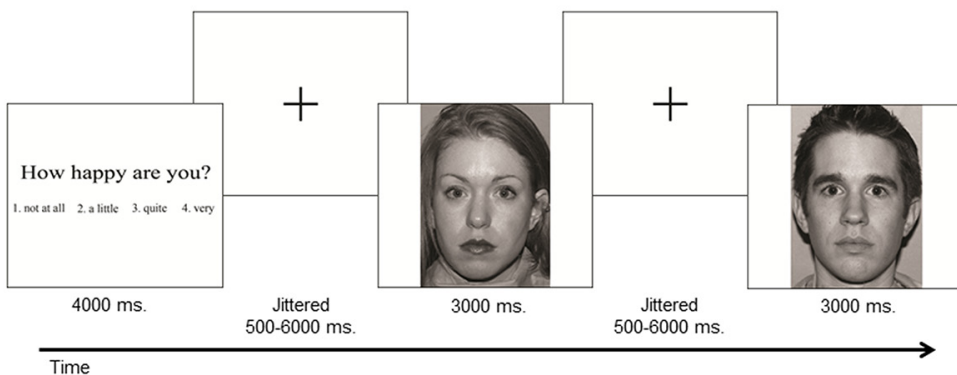 How happy are you?
1. not at all 2. a little 3. quite 4. very
4000 ms.
Jittered
500-6000 ms.
3000 ms.
Jittered
500-6000 ms.
3000 ms.
Time